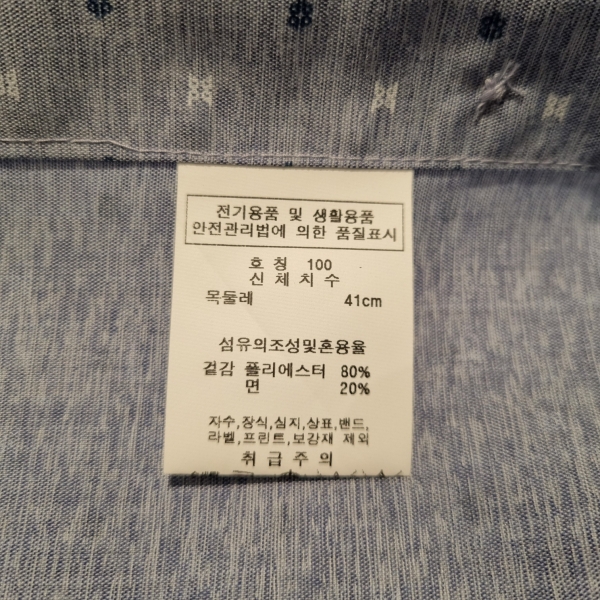 전기용품 및 생활용품
안전관리법에 의한 품질표시
호 칭 100
신 체 치 수
목둘레 41cm
섬유의조성및혼용율
겉감 폴리에스터 80%
면 20%
자수,장식,심지,상표,밴드,
라벨,프린트,보강재 제외
취 급 주 의